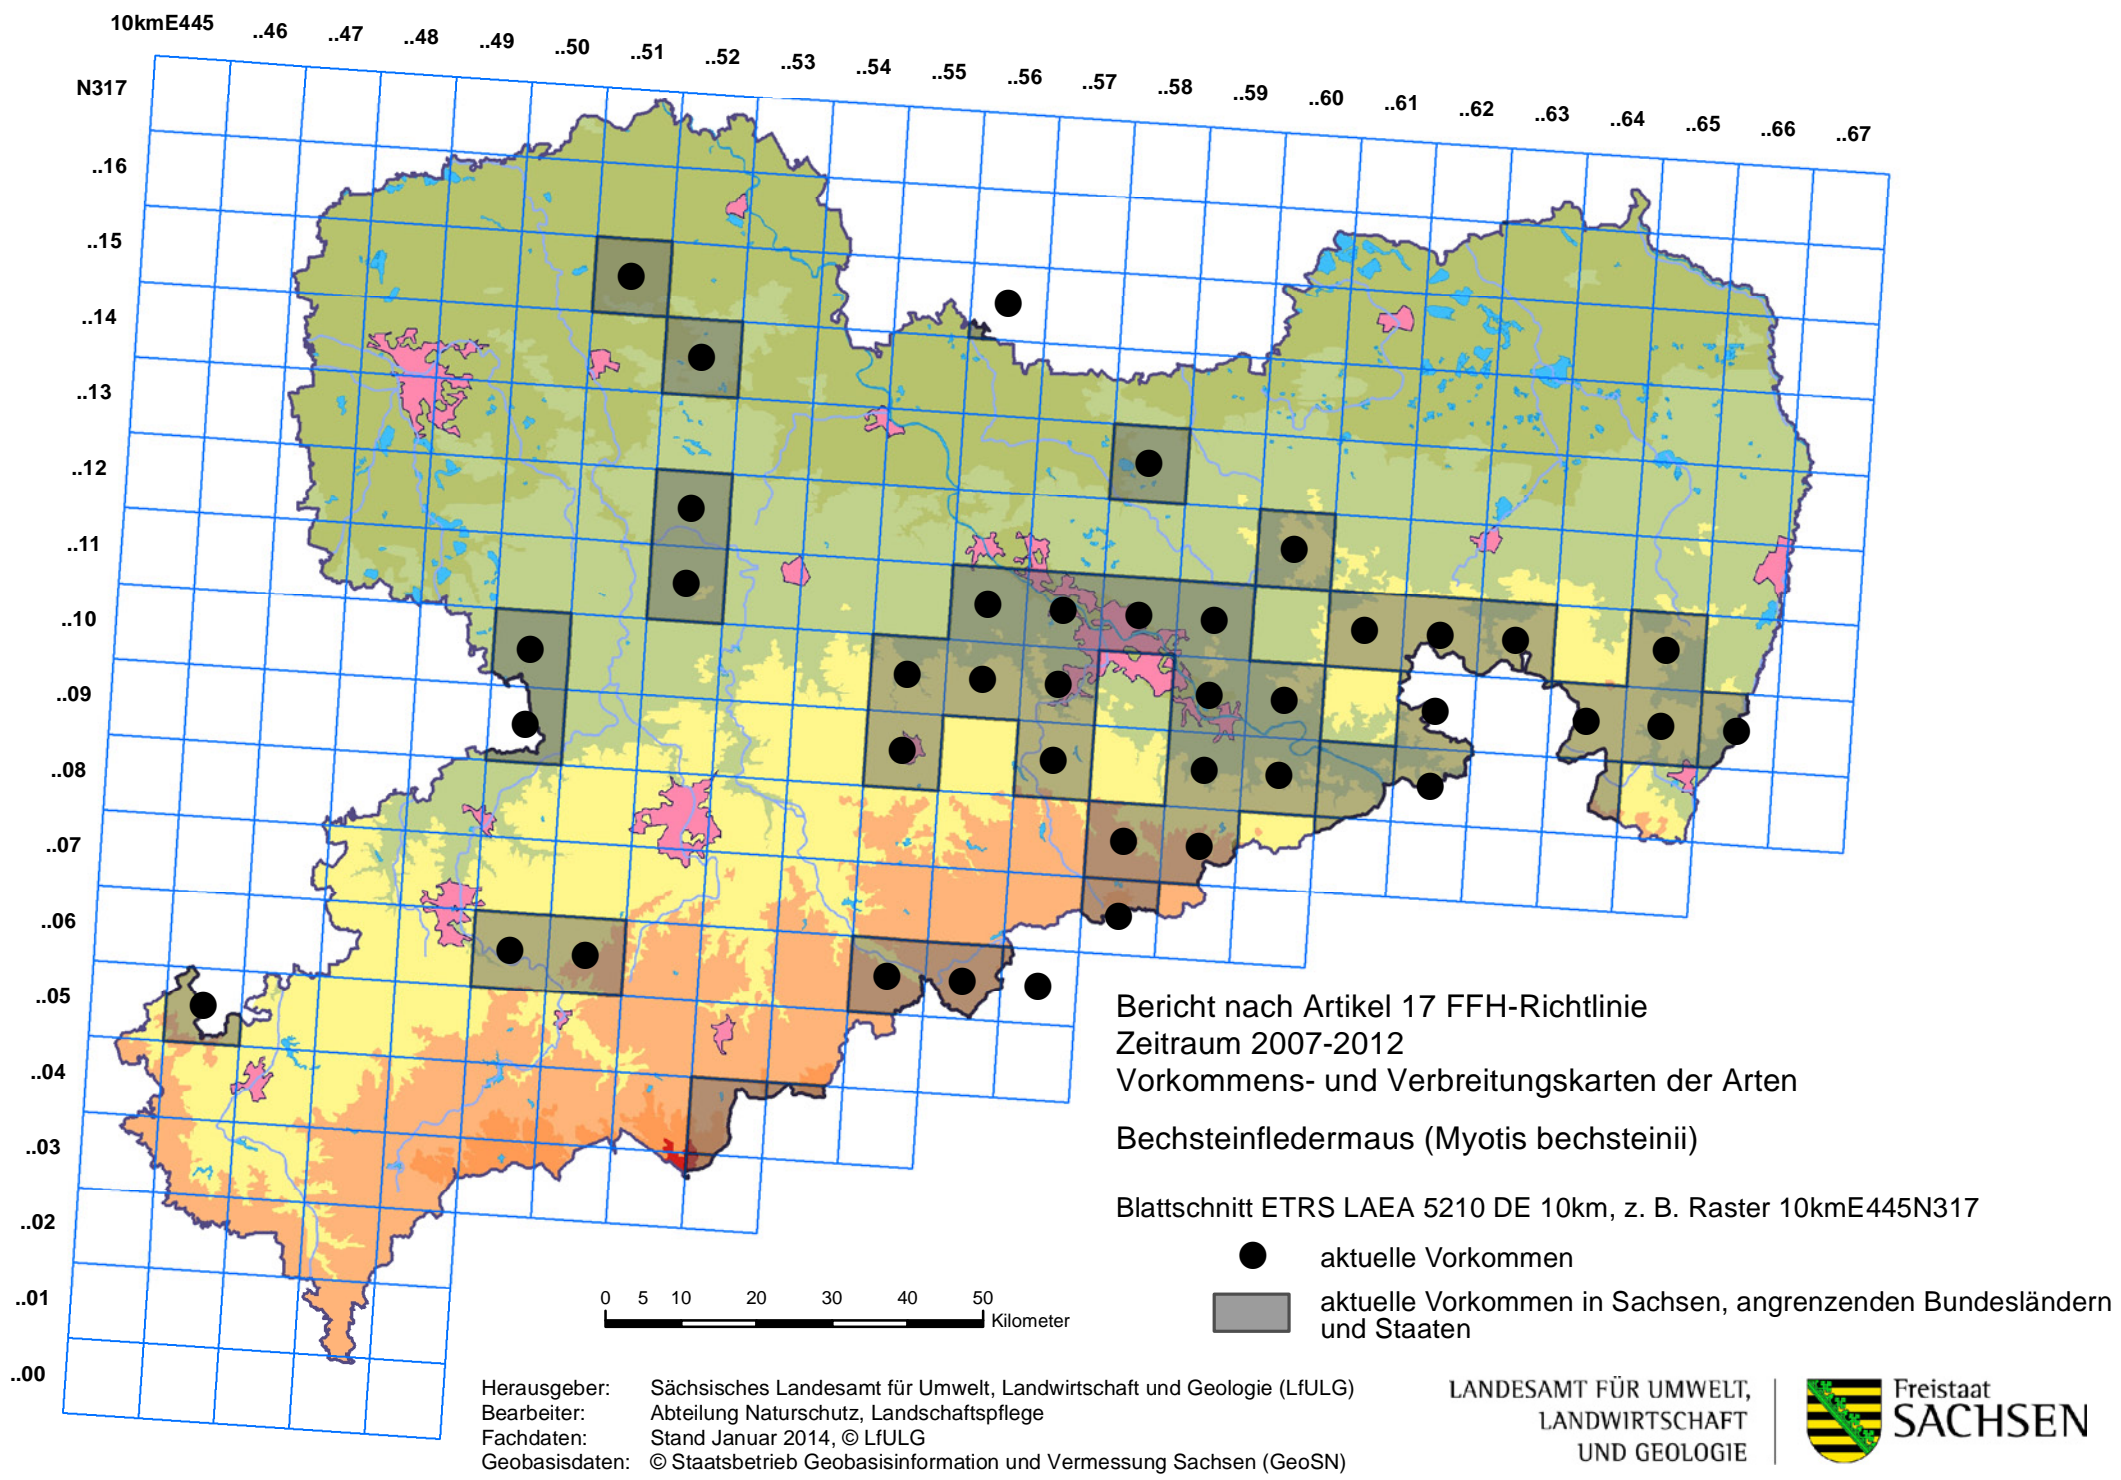 10kmE445 ..46 ..47 ..48 ..49 ..50 ..51 ..52 ..53 ..54 ..55 ..56 ..57 ..58 ..59 ..60 ..61 ..62 ..63 ..64 ..65 ..66 ..67
N317
..16
..15
..14
..13
..12
..11
..10
..09
..08
..07
..06
..05
..04
..03
..02
..01
..00
Bericht nach Artikel 17 FFH-Richtlinie
Zeitraum 2007-2012
Vorkommens- und Verbreitungskarten der Arten
Bechsteinfledermaus (Myotis bechsteinii)
Blattschnitt ETRS LAEA 5210 DE 10km, z. B. Raster 10kmE445N317
aktuelle Vorkommen
aktuelle Vorkommen in Sachsen, angrenzenden Bundesländern
und Staaten
0 5 10 20 30 40 50
Kilometer
Herausgeber: Sächsisches Landesamt für Umwelt, Landwirtschaft und Geologie (LfULG)
Bearbeiter: Abteilung Naturschutz, Landschaftspflege
Fachdaten: Stand Januar 2014, © LfULG
Geobasisdaten: © Staatsbetrieb Geobasisinformation und Vermessung Sachsen (GeoSN)
LANDESAMT FÜR UMWELT,
LANDWIRTSCHAFT
UND GEOLOGIE
Freistaat
SACHSEN